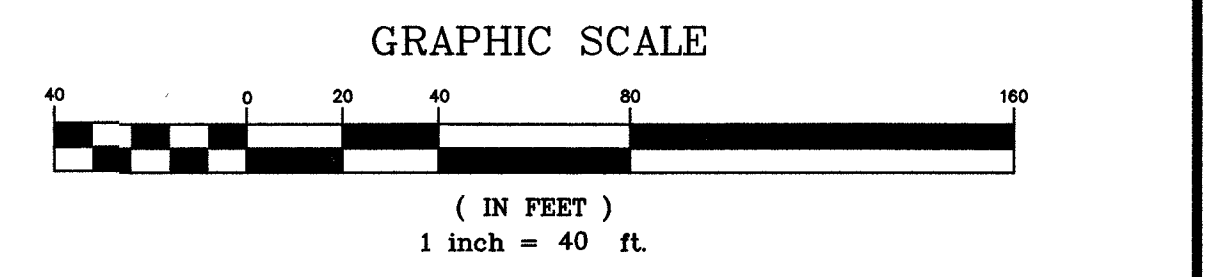 GRAPHIC SCALE
40 0 20 40 80 160
( IN FEET )
1 inch = 40 ft.